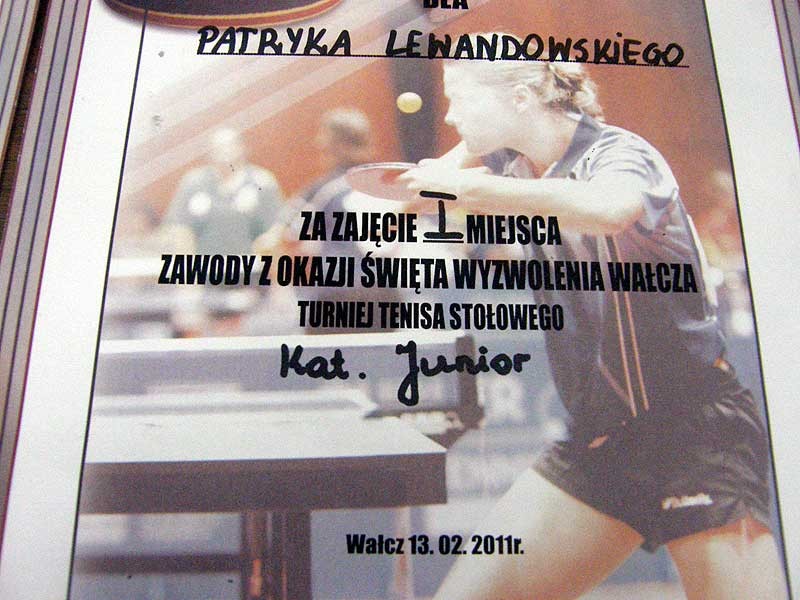 DLA
PATRYKA LEWANDOWSKIEGO
ZA ZAJĘCIE I MIEJSCA
ZAWODY Z OKAZJI ŚWIĘTA WYZWOLENIA WAŁCZA
TURNIEJ TENISA STOŁOWEGO
Kat. Junior
Wałcz 13. 02. 2011r.